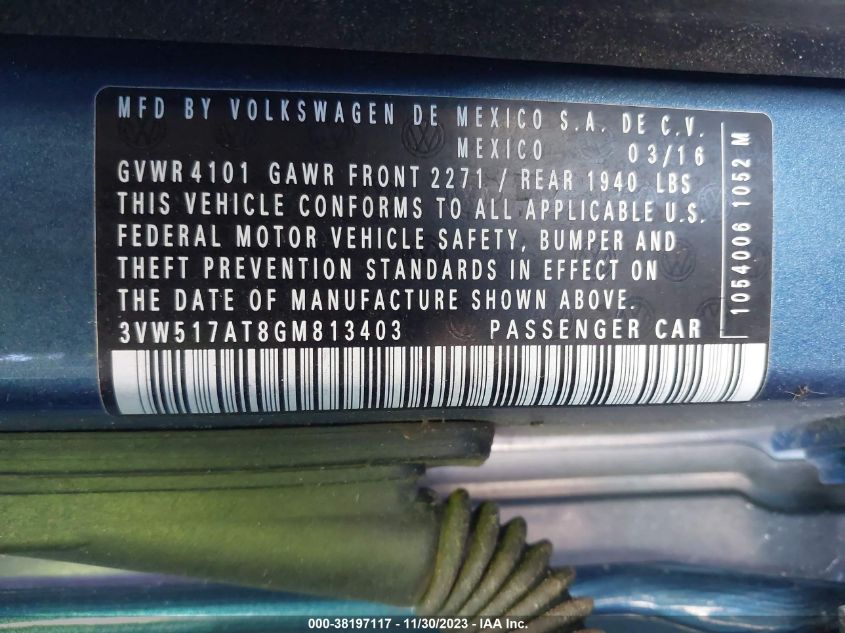 MFD BY VOLKSWAGEN DE MEXICO S.A. DE C.V.
MEXICO 03/16
GVWR 4101 GAWR FRONT 2271 / REAR 1940 LBS
THIS VEHICLE CONFORMS TO ALL APPLICABLE U.S.
FEDERAL MOTOR VEHICLE SAFETY, BUMPER AND
THEFT PREVENTION STANDARDS IN EFFECT ON
THE DATE OF MANUFACTURE SHOWN ABOVE.
3VW517AT8GM813403 PASSENGER CAR
1054006 1052 M
000-38197117 - 11/30/2023 - IAA Inc.